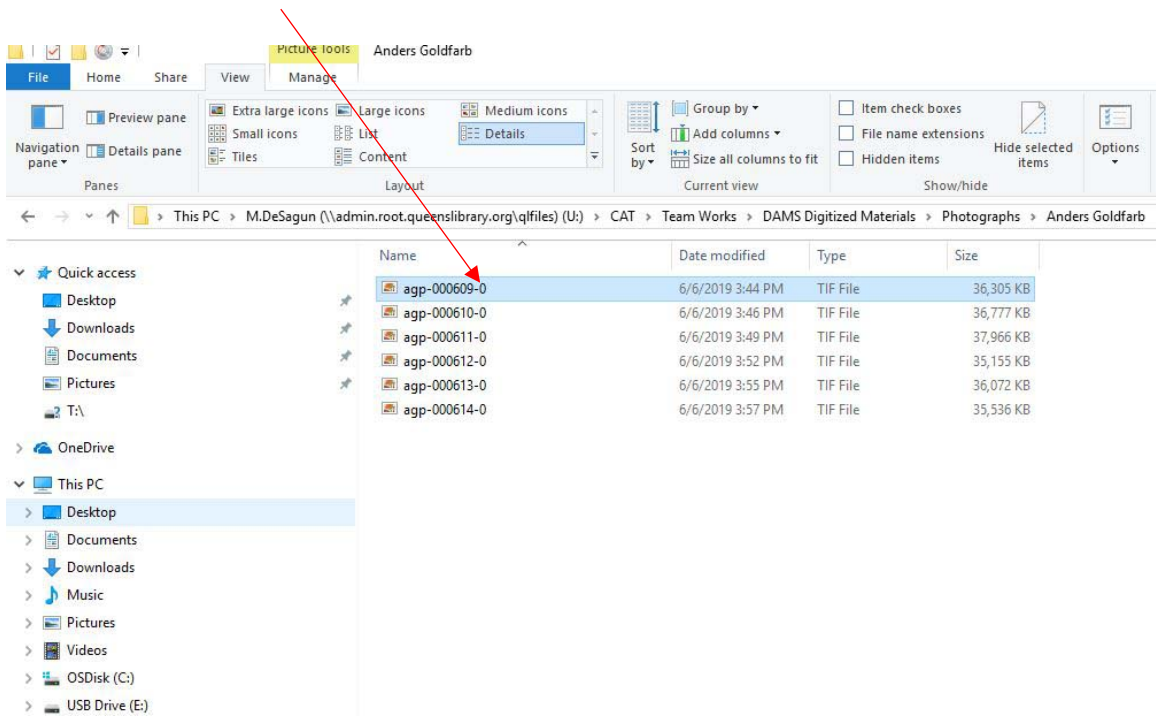 Picture Tools Anders Goldfarb
File Home Share View Manage
Navigation pane
Preview pane
Details pane
Panes
Extra large icons Large icons Medium icons
Small icons List Details
Tiles Content
Layout
Sort by
Group by
Add columns
Size all columns to fit
Current view
Item check boxes
File name extensions
Hidden items
Hide selected items
Show/hide
Options
This PC > M.DeSagun (\\admin.root.queenslibrary.org\qlfiles) (U:) > CAT > Team Works > DAMS Digitized Materials > Photographs > Anders Goldfarb
Quick access
Desktop
Downloads
Documents
Pictures
T:\
OneDrive
This PC
Desktop
Documents
Downloads
Music
Pictures
Videos
OSDisk (C:)
USB Drive (E:)
Name Date modified Type Size
agp-000609-0 6/6/2019 3:44 PM TIF File 36,305 KB
agp-000610-0 6/6/2019 3:46 PM TIF File 36,777 KB
agp-000611-0 6/6/2019 3:49 PM TIF File 37,966 KB
agp-000612-0 6/6/2019 3:52 PM TIF File 35,155 KB
agp-000613-0 6/6/2019 3:55 PM TIF File 36,072 KB
agp-000614-0 6/6/2019 3:57 PM TIF File 35,536 KB